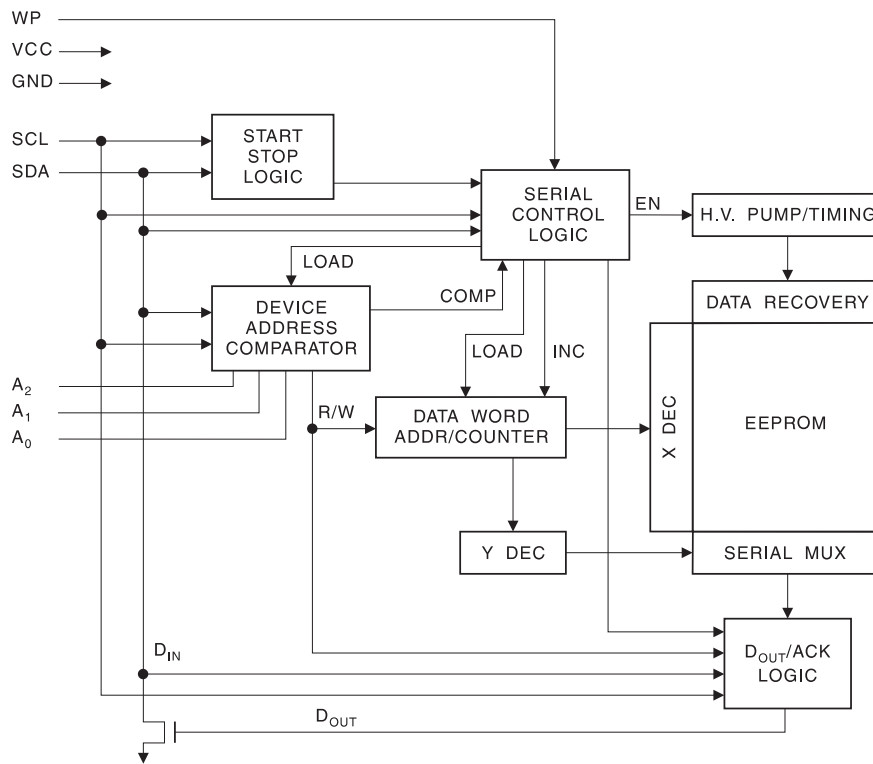 WP
VCC
GND
SCL
SDA
START
STOP
LOGIC
SERIAL
CONTROL
LOGIC
EN
H.V. PUMP/TIMING
LOAD
COMP
DATA RECOVERY
DEVICE
ADDRESS
COMPARATOR
LOAD
INC
A2
A1
A0
R/W
DATA WORD
ADDR/COUNTER
X DEC
EEPROM
Y DEC
SERIAL MUX
DIN
DOUT/ACK
LOGIC
DOUT